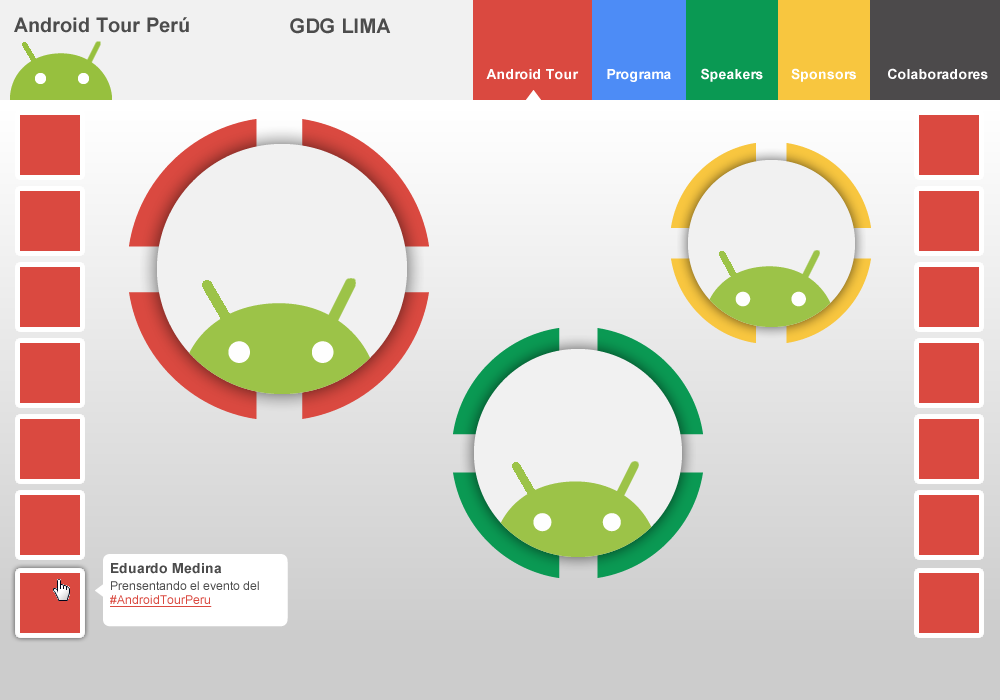 Android Tour Perú
GDG LIMA
Android Tour
Programa
Speakers
Sponsors
Colaboradores
Eduardo Medina
Prensentando el evento del
#AndroidTourPeru